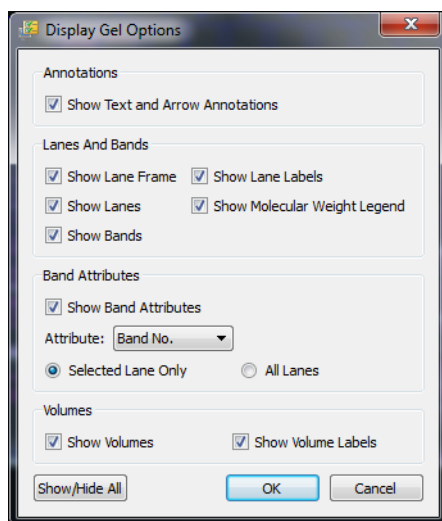 Display Gel Options
Annotations
Show Text and Arrow Annotations
Lanes And Bands
Show Lane Frame Show Lane Labels
Show Lanes Show Molecular Weight Legend
Show Bands
Band Attributes
Show Band Attributes
Attribute: Band No.
Selected Lane Only All Lanes
Volumes
Show Volumes Show Volume Labels
Show/Hide All OK Cancel